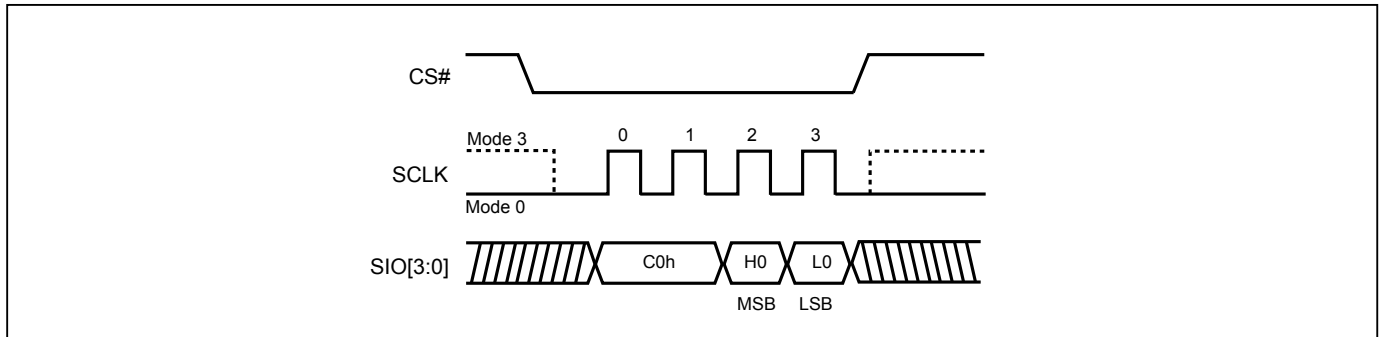 CS#
Mode 3 0 1 2 3
SCLK
Mode 0
SIO[3:0] C0h H0 L0
MSB LSB